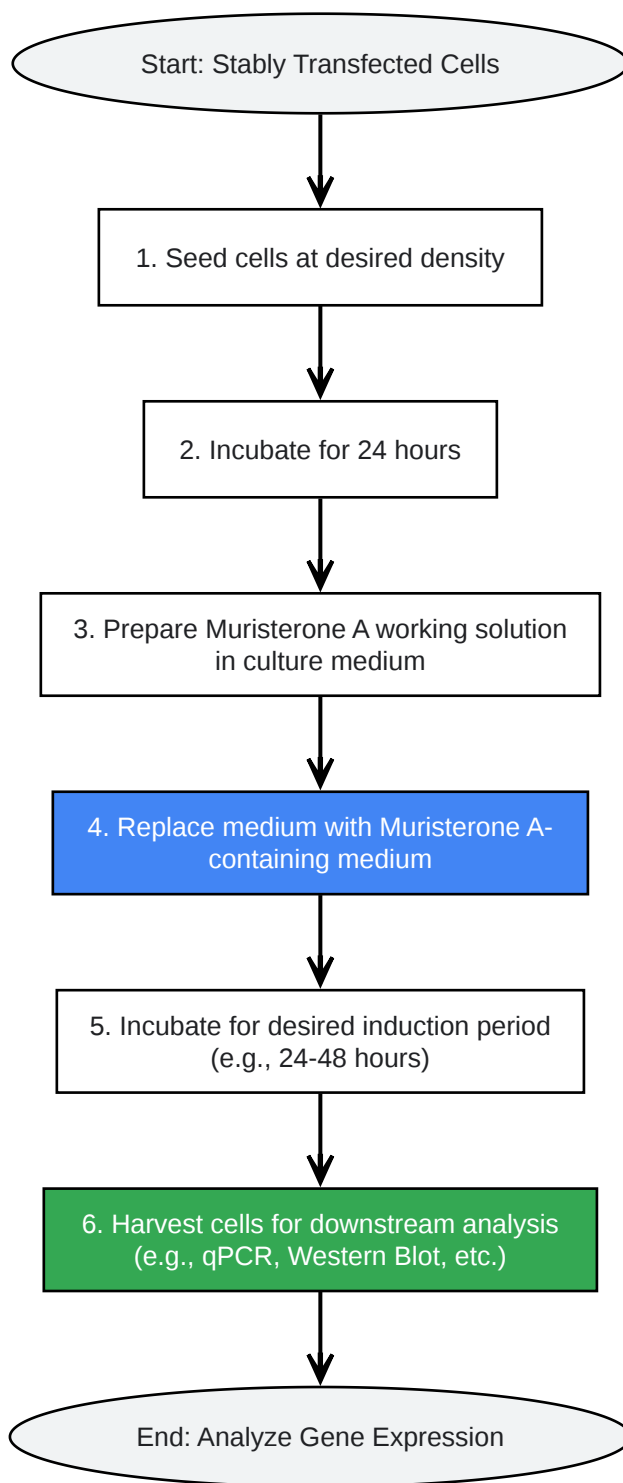 Start: Stably Transfected Cells
1. Seed cells at desired density
2. Incubate for 24 hours
3. Prepare Muristerone A working solution
in culture medium
4. Replace medium with Muristerone A-
containing medium
5. Incubate for desired induction period
(e.g., 24-48 hours)
6. Harvest cells for downstream analysis
(e.g., qPCR, Western Blot, etc.)
End: Analyze Gene Expression